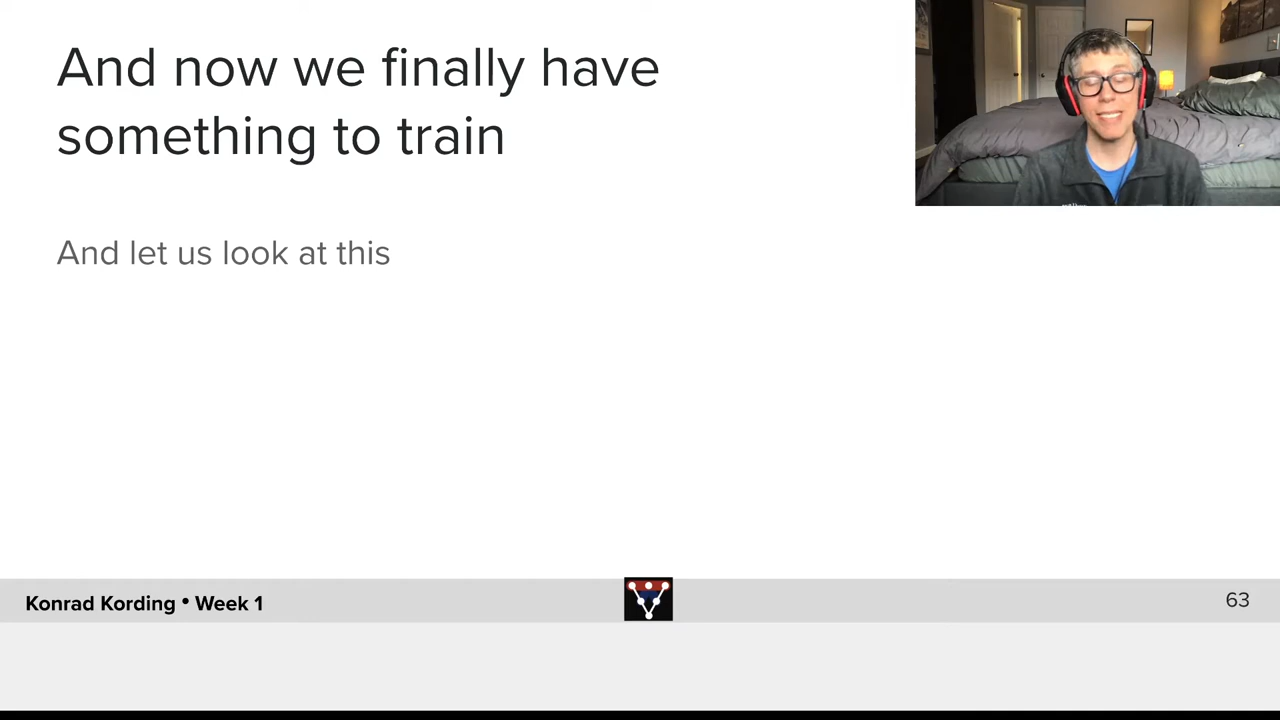 And now we finally have
something to train
And let us look at this
Konrad Kording • Week 1
63